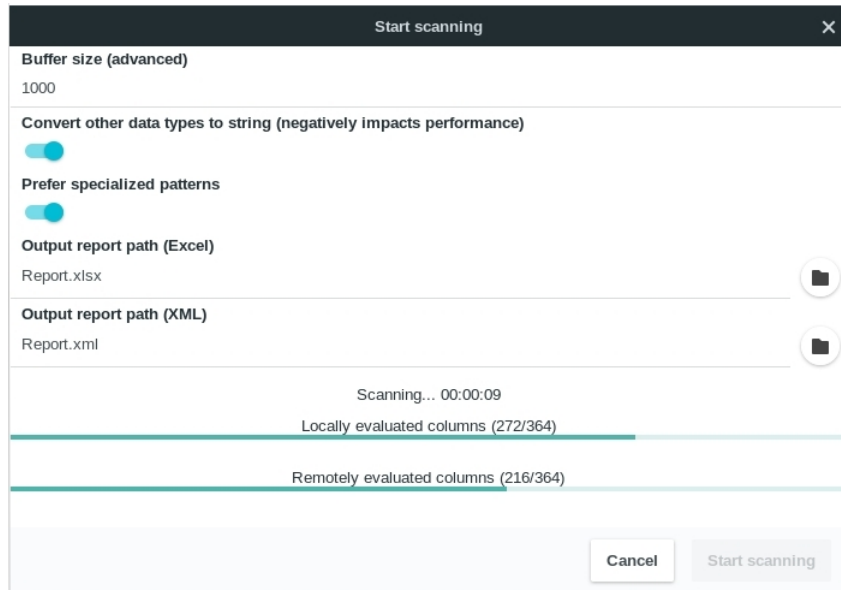 Start scanning
Buffer size (advanced)
1000
Convert other data types to string (negatively impacts performance)
Prefer specialized patterns
Output report path (Excel)
Report.xlsx
Output report path (XML)
Report.xml
Scanning... 00:00:09
Locally evaluated columns (272/364)
Remotely evaluated columns (216/364)
Cancel Start scanning